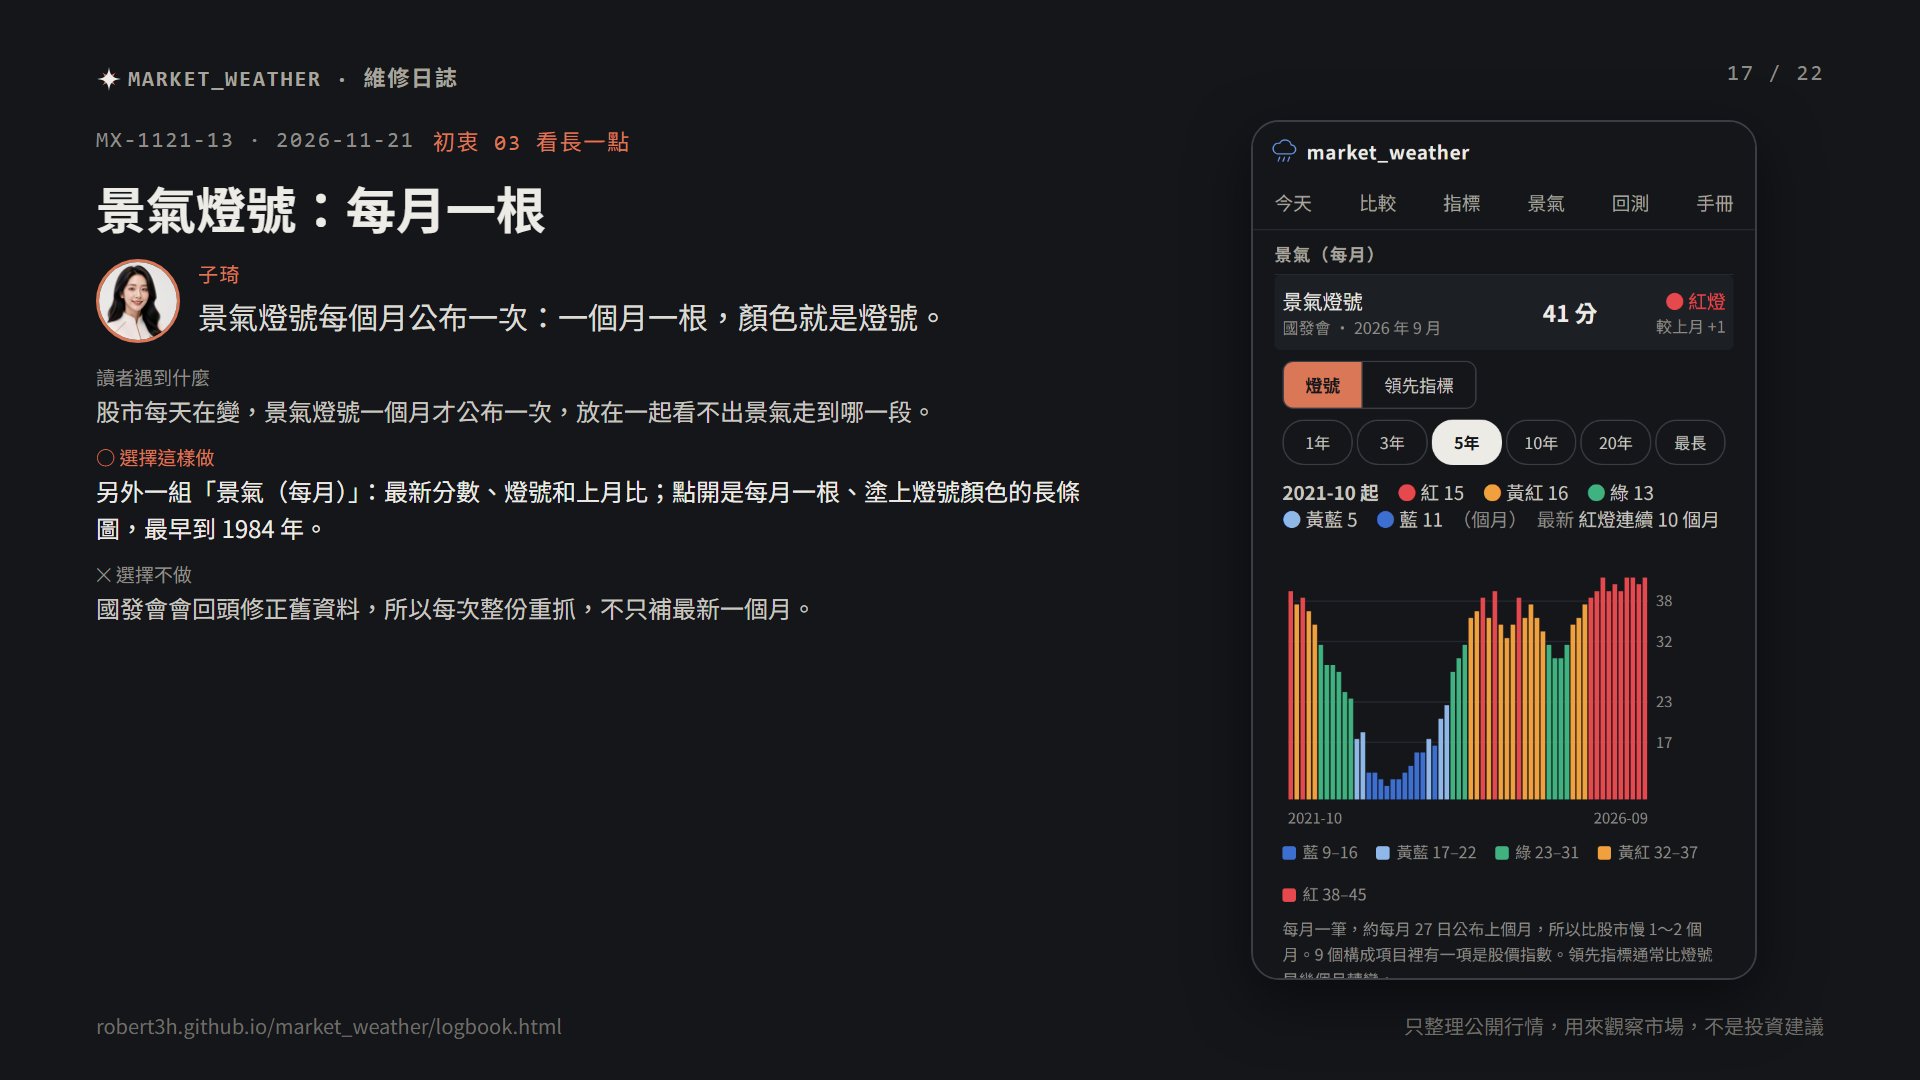 MARKET_WEATHER · 維修日誌
17 / 22
MX-1121-13 · 2026-11-21 初衷 03 看長一點
景氣燈號：每月一根
子琦
景氣燈號每個月公布一次：一個月一根，顏色就是燈號。
讀者遇到什麼
股市每天在變，景氣燈號一個月才公布一次，放在一起看不出景氣走到哪一段。
○ 選擇這樣做
另外一組「景氣（每月）」：最新分數、燈號和上月比；點開是每月一根、塗上燈號顏色的長條
圖，最早到 1984 年。
× 選擇不做
國發會會回頭修正舊資料，所以每次整份重抓，不只補最新一個月。
market_weather
今天 比較 指標 景氣 回測 手冊
景氣（每月）
景氣燈號 41 分 紅燈
國發會 · 2026 年 9 月 較上月 +1
燈號 領先指標
1年 3年 5年 10年 20年 最長
2021-10 起 紅 15 黃紅 16 綠 13
黃藍 5 藍 11 （個月） 最新 紅燈連續 10 個月
38
32
23
17
2021-10 2026-09
藍 9–16 黃藍 17–22 綠 23–31 黃紅 32–37
紅 38–45
每月一筆，約每月 27 日公布上個月，所以比股市慢 1～2 個
月。9 個構成項目裡有一項是股價指數。領先指標通常比燈號
robert3h.github.io/market_weather/logbook.html
只整理公開行情，用來觀察市場，不是投資建議